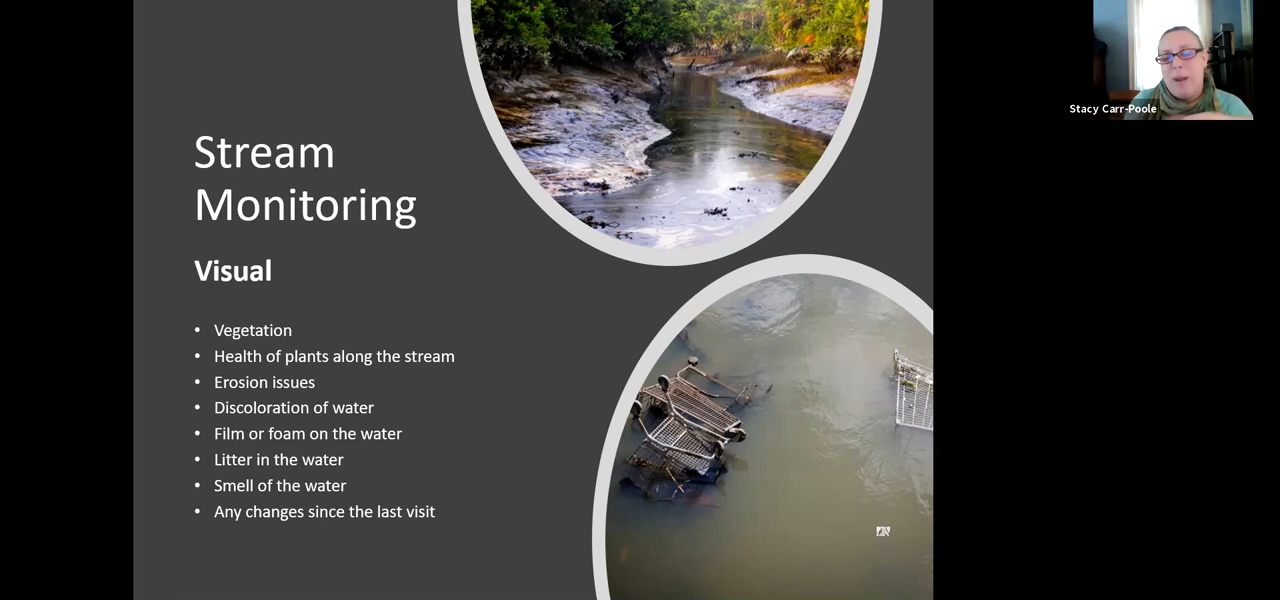 Stream
Monitoring
Visual
• Vegetation
• Health of plants along the stream
• Erosion issues
• Discoloration of water
• Film or foam on the water
• Litter in the water
• Smell of the water
• Any changes since the last visit
Stacy Carr-Poole